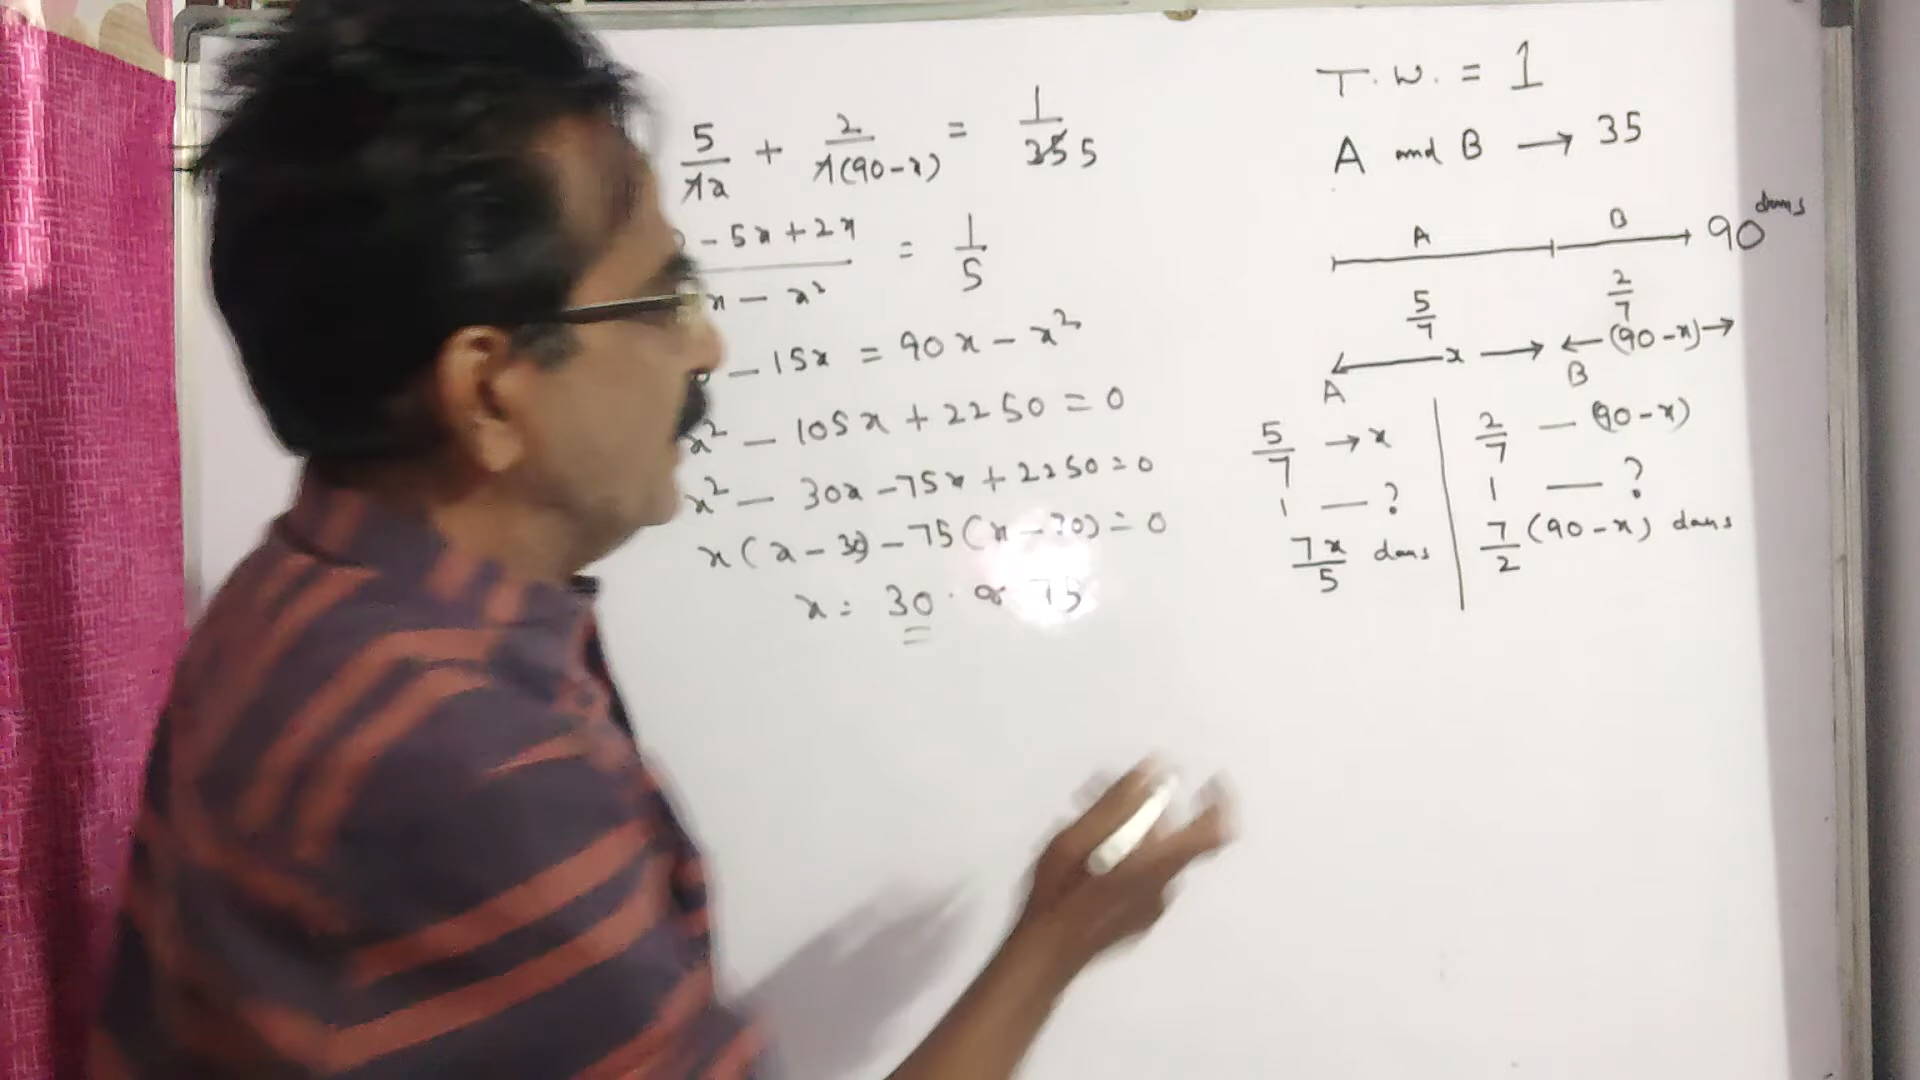 5/7x + 2/7(90-x) = 1/35 5
- 5x + 2x / x - x² = 1/5
- 15x = 90x - x²
x² - 105x + 2250 = 0
x² - 30x - 75x + 2250 = 0
x(x - 30) - 75(x - 30) = 0
x = 30 or 75
T. W. = 1
A and B → 35
A B 90 days
5/7 2/7
x (90-x)
A B
5/7 → x
1 — ?
7x/5 days
2/7 — (90-x)
1 — ?
7/2 (90-x) days